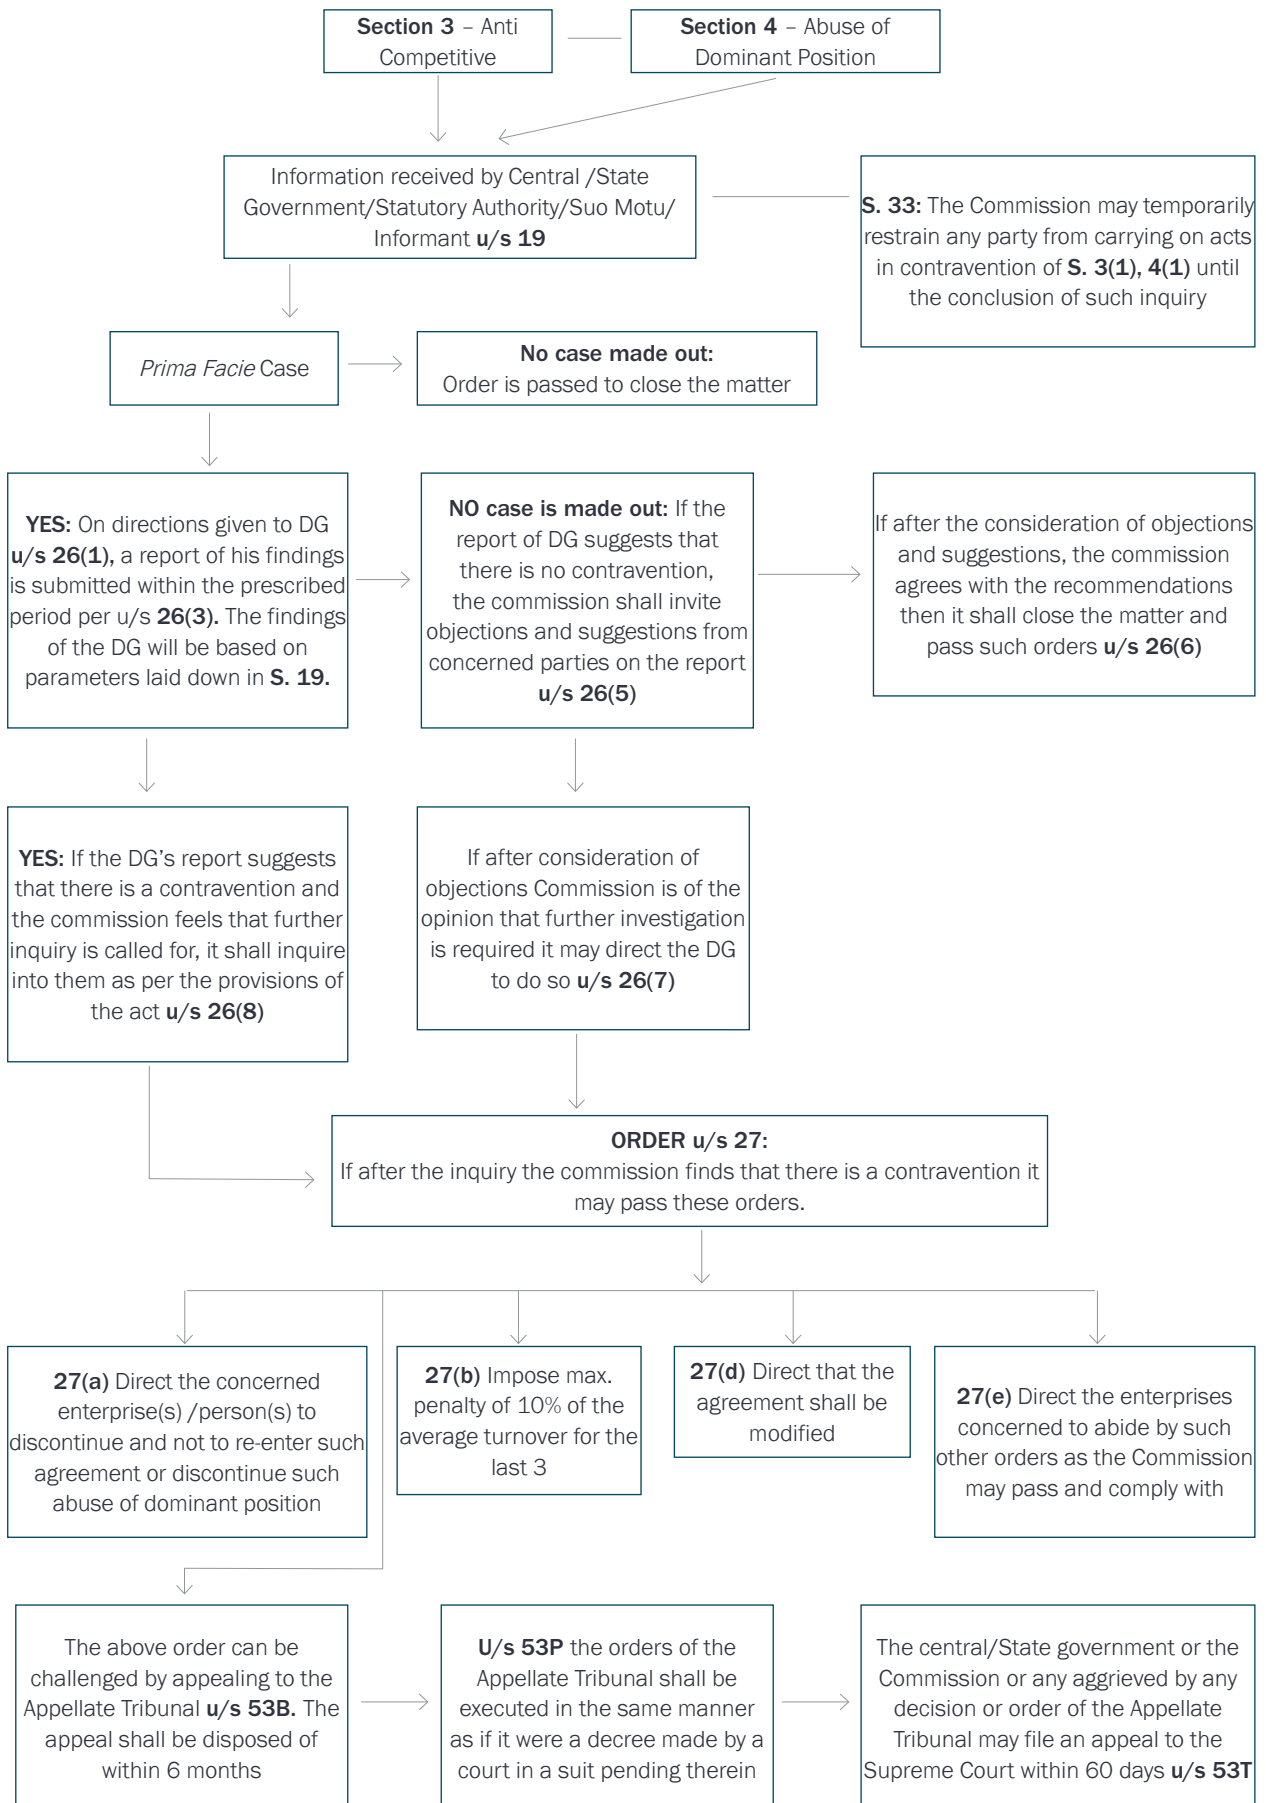 Section 3 – Anti
Competitive
Section 4 – Abuse of
Dominant Position
Information received by Central /State
Government/Statutory Authority/Suo Motu/
Informant u/s 19
S. 33: The Commission may temporarily
restrain any party from carrying on acts
in contravention of S. 3(1), 4(1) until
the conclusion of such inquiry
Prima Facie Case
No case made out:
Order is passed to close the matter
YES: On directions given to DG
u/s 26(1), a report of his findings
is submitted within the prescribed
period per u/s 26(3). The findings
of the DG will be based on
parameters laid down in S. 19.
NO case is made out: If the
report of DG suggests that
there is no contravention,
the commission shall invite
objections and suggestions from
concerned parties on the report
u/s 26(5)
If after the consideration of objections
and suggestions, the commission
agrees with the recommendations
then it shall close the matter and
pass such orders u/s 26(6)
YES: If the DG's report suggests
that there is a contravention and
the commission feels that further
inquiry is called for, it shall inquire
into them as per the provisions of
the act u/s 26(8)
If after consideration of
objections Commission is of the
opinion that further investigation
is required it may direct the DG
to do so u/s 26(7)
ORDER u/s 27:
If after the inquiry the commission finds that there is a contravention it
may pass these orders.
27(a) Direct the concerned
enterprise(s) /person(s) to
discontinue and not to re-enter such
agreement or discontinue such
abuse of dominant position
27(b) Impose max.
penalty of 10% of the
average turnover for the
last 3
27(d) Direct that the
agreement shall be
modified
27(e) Direct the enterprises
concerned to abide by such
other orders as the Commission
may pass and comply with
The above order can be
challenged by appealing to the
Appellate Tribunal u/s 53B. The
appeal shall be disposed of
within 6 months
U/s 53P the orders of the
Appellate Tribunal shall be
executed in the same manner
as if it were a decree made by a
court in a suit pending therein
The central/State government or the
Commission or any aggrieved by any
decision or order of the Appellate
Tribunal may file an appeal to the
Supreme Court within 60 days u/s 53T